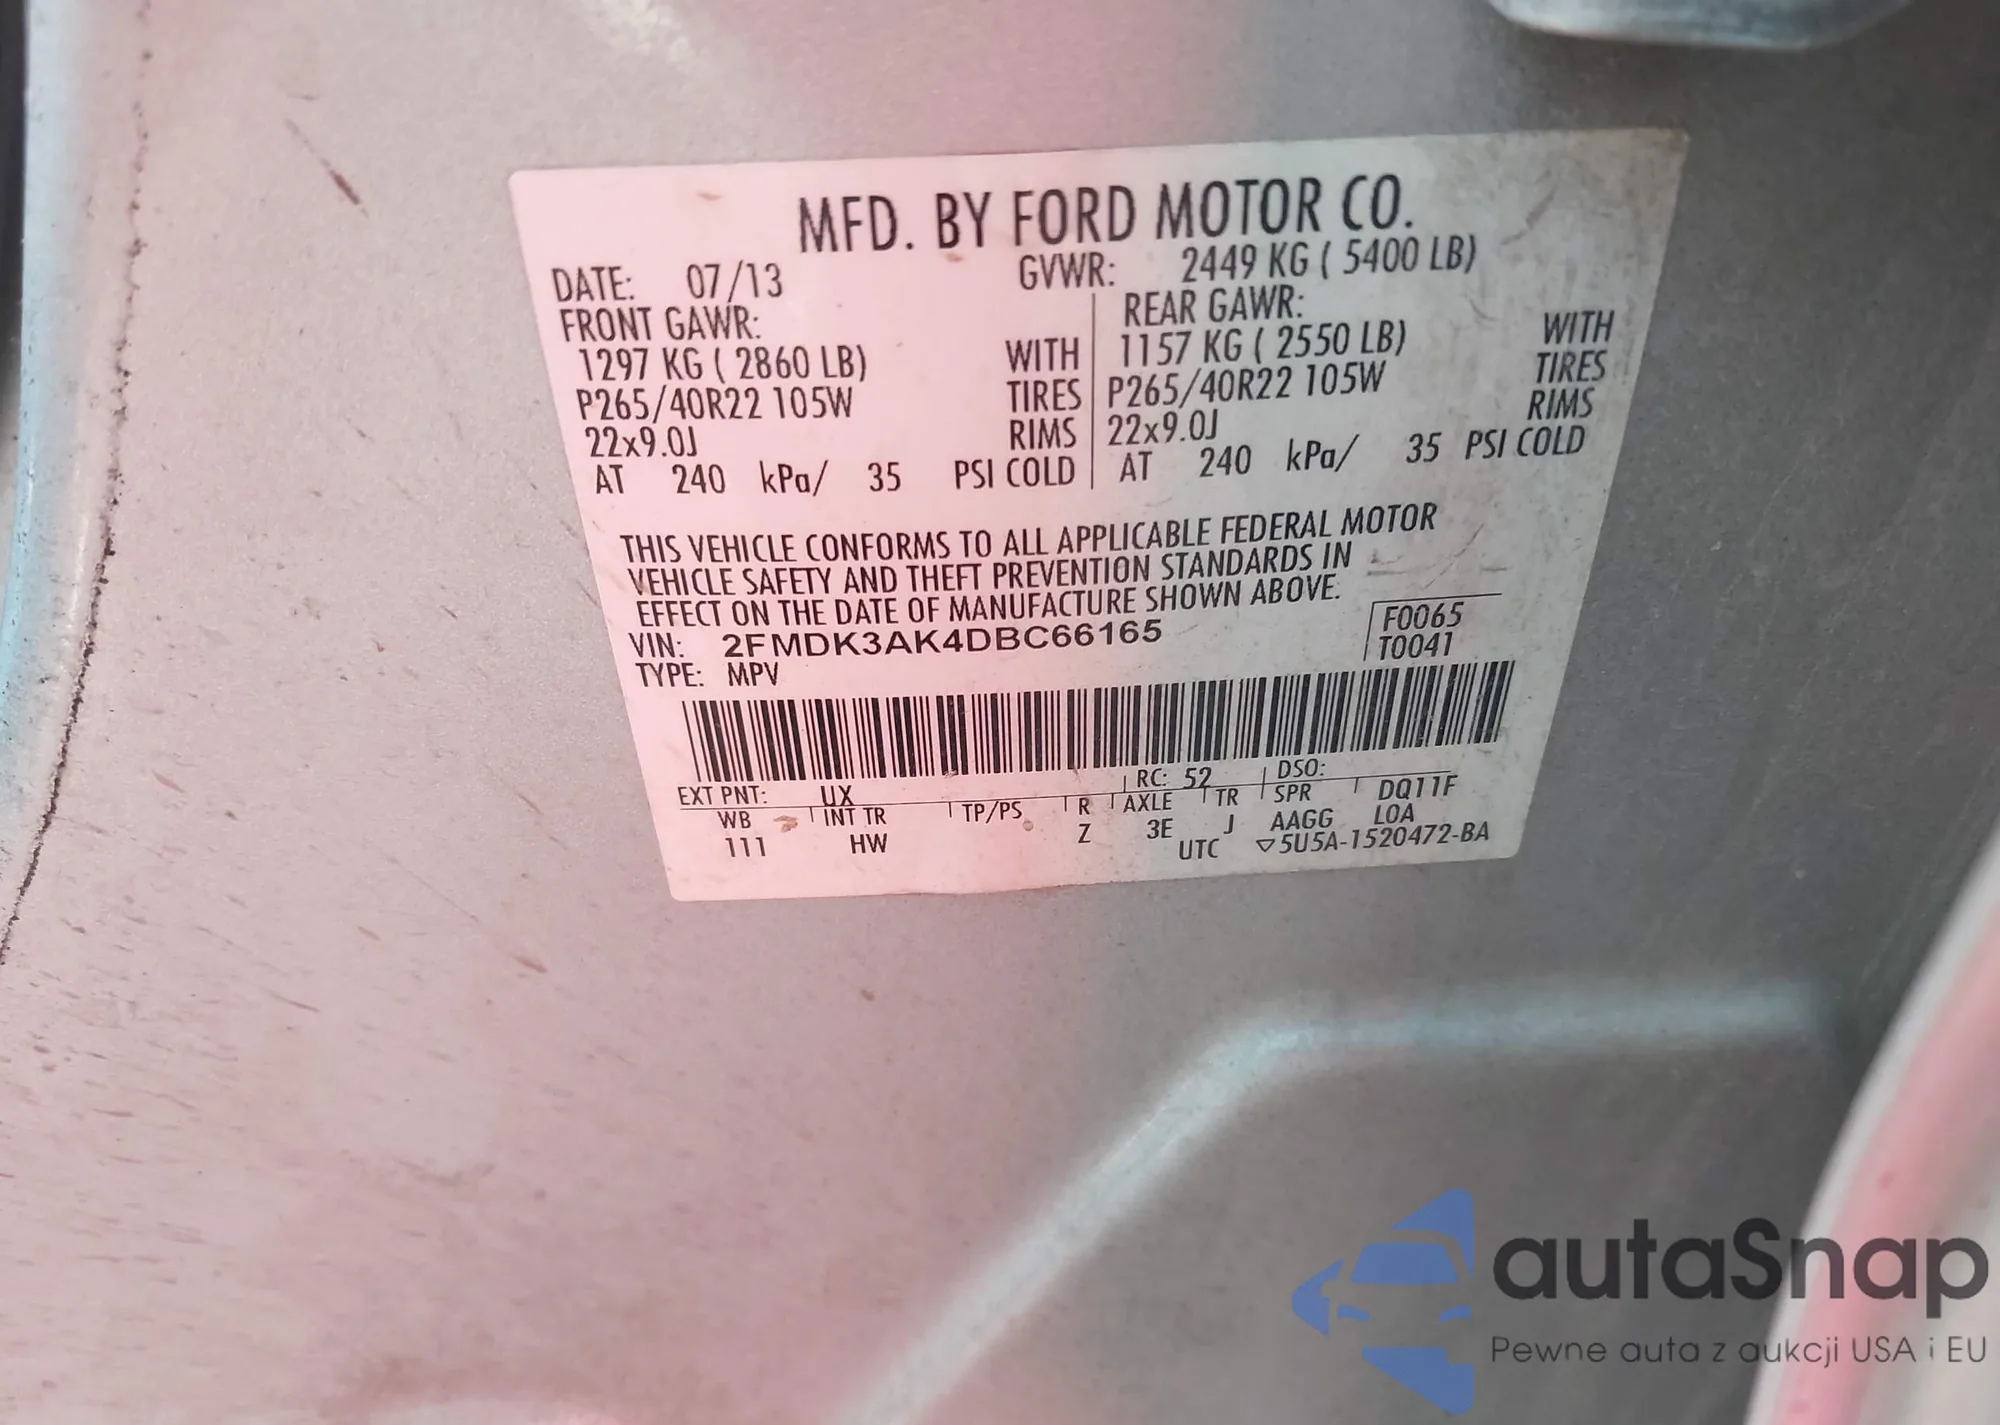 MFD. BY FORD MOTOR CO.
DATE: 07/13 GVWR: 2449 KG ( 5400 LB)
FRONT GAWR: REAR GAWR:
1297 KG ( 2860 LB) WITH 1157 KG ( 2550 LB) WITH
P265/40R22 105W TIRES P265/40R22 105W TIRES
22x9.0J RIMS 22x9.0J RIMS
AT 240 kPa/ 35 PSI COLD AT 240 kPa/ 35 PSI COLD
THIS VEHICLE CONFORMS TO ALL APPLICABLE FEDERAL MOTOR
VEHICLE SAFETY AND THEFT PREVENTION STANDARDS IN
EFFECT ON THE DATE OF MANUFACTURE SHOWN ABOVE.
VIN: 2FMDK3AK4DBC66165 F0065
TYPE: MPV T0041
EXT PNT: UX RC: 52 DSO:
WB INT TR TP/PS R AXLE TR SPR DQ11F
111 HW Z 3E J AAGG LOA
UTC ▽5U5A-1520472-BA
autaSnap
Pewne auta z aukcji USA i EU